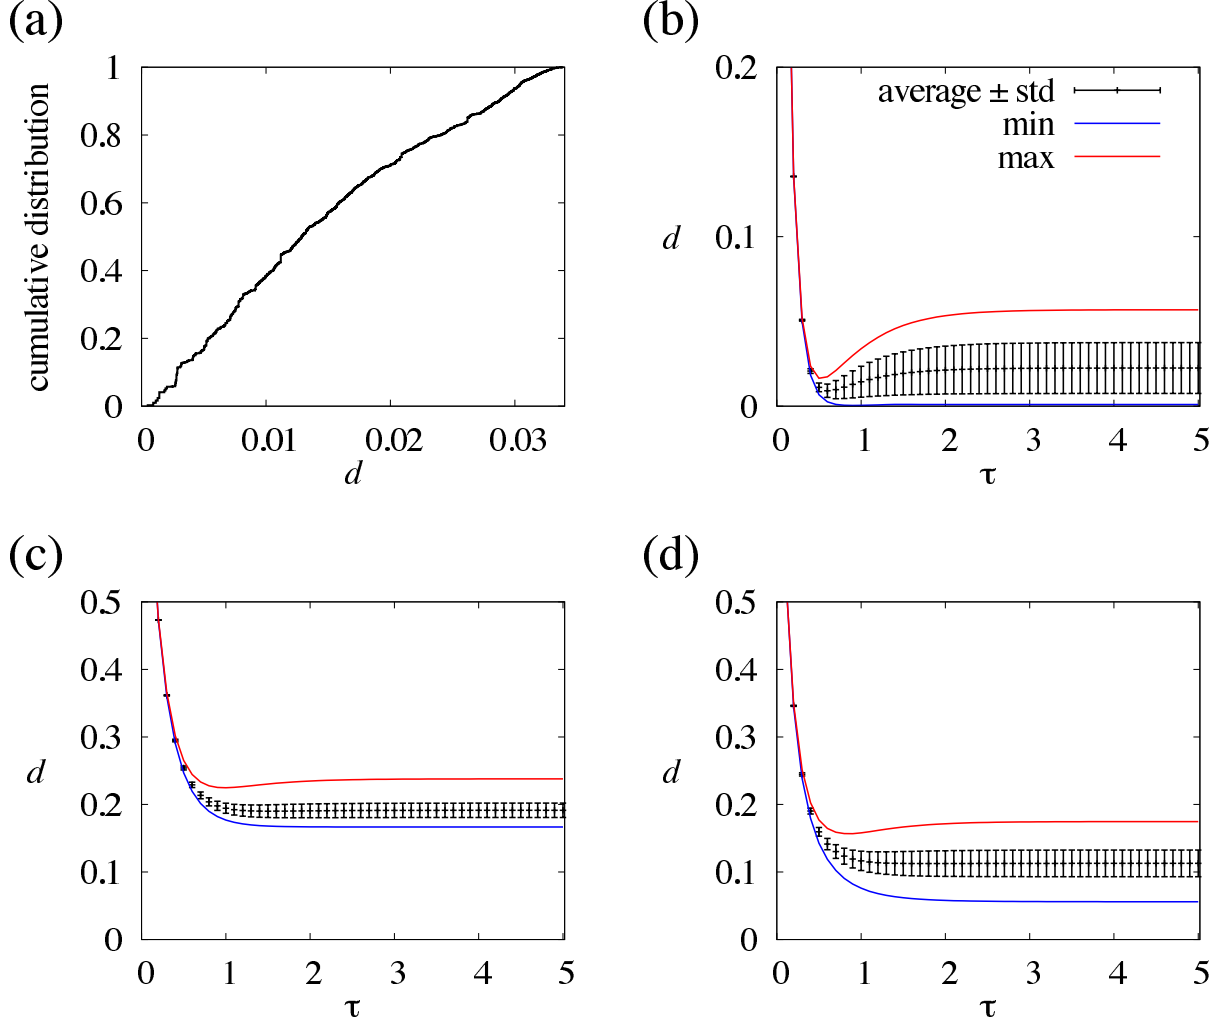 (a)
cumulative distribution
1
0.8
0.6
0.4
0.2
0
0 0.01 0.02 0.03
d
(b)
average ± std
min
max
d
0.2
0.1
0
0 1 2 3 4 5
τ
(c)
d
0.5
0.4
0.3
0.2
0.1
0
0 1 2 3 4 5
τ
(d)
d
0.5
0.4
0.3
0.2
0.1
0
0 1 2 3 4 5
τ